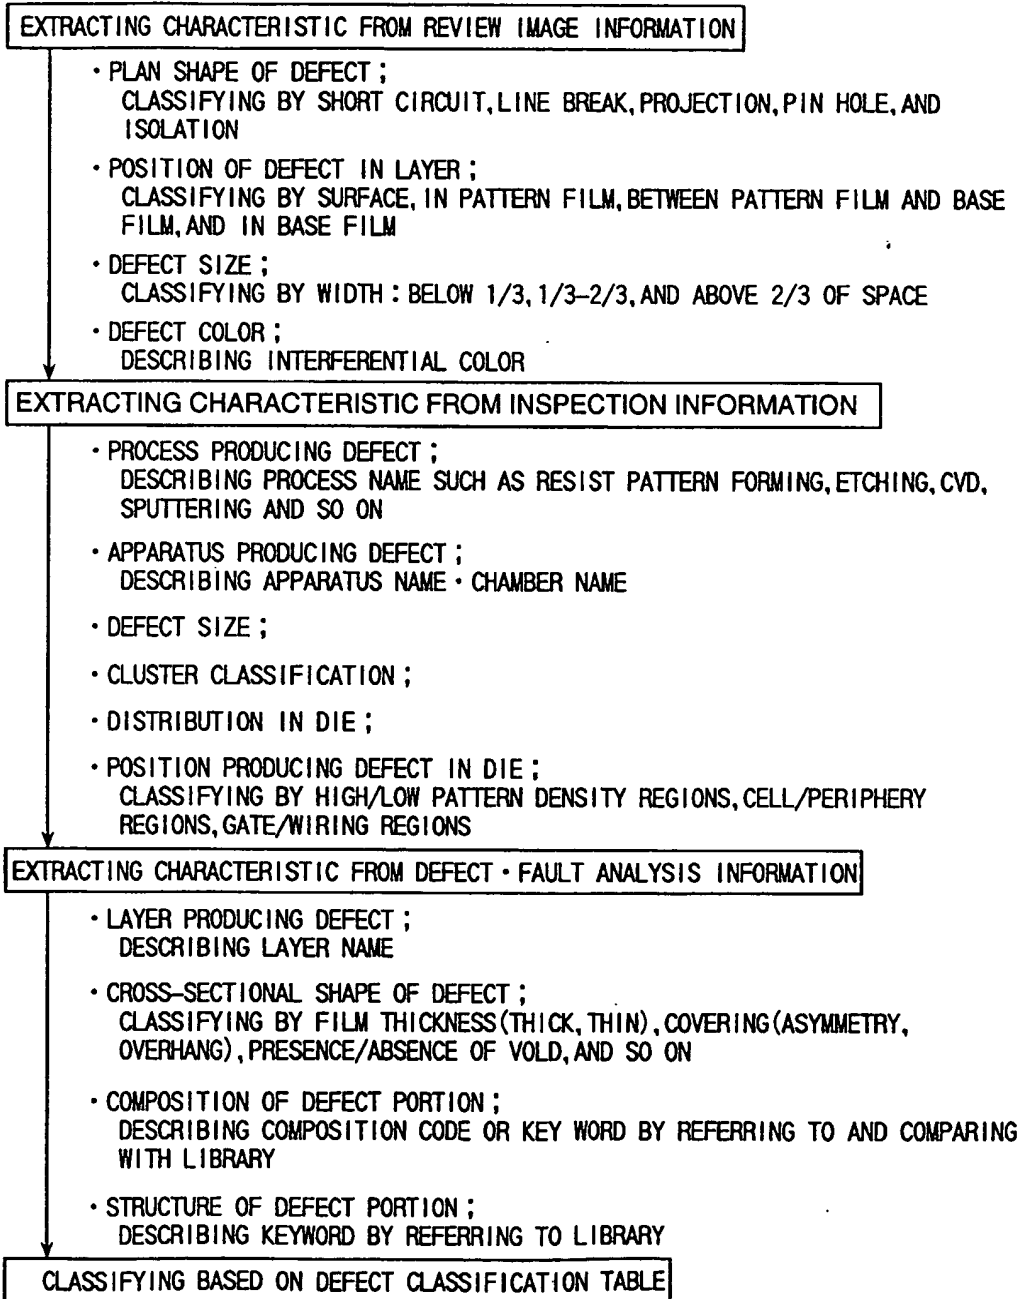 EXTRACTING CHARACTERISTIC FROM REVIEW IMAGE INFORMATION
・PLAN SHAPE OF DEFECT;
CLASSIFYING BY SHORT CIRCUIT, LINE BREAK, PROJECTION, PIN HOLE, AND
ISOLATION
・POSITION OF DEFECT IN LAYER;
CLASSIFYING BY SURFACE, IN PATTERN FILM, BETWEEN PATTERN FILM AND BASE
FILM, AND IN BASE FILM
・DEFECT SIZE;
CLASSIFYING BY WIDTH: BELOW 1/3, 1/3-2/3, AND ABOVE 2/3 OF SPACE
・DEFECT COLOR;
DESCRIBING INTERFERENTIAL COLOR
EXTRACTING CHARACTERISTIC FROM INSPECTION INFORMATION
・PROCESS PRODUCING DEFECT;
DESCRIBING PROCESS NAME SUCH AS RESIST PATTERN FORMING, ETCHING, CVD,
SPUTTERING AND SO ON
・APPARATUS PRODUCING DEFECT;
DESCRIBING APPARATUS NAME・CHAMBER NAME
・DEFECT SIZE;
・CLUSTER CLASSIFICATION;
・DISTRIBUTION IN DIE;
・POSITION PRODUCING DEFECT IN DIE;
CLASSIFYING BY HIGH/LOW PATTERN DENSITY REGIONS, CELL/PERIPHERY
REGIONS, GATE/WIRING REGIONS
EXTRACTING CHARACTERISTIC FROM DEFECT・FAULT ANALYSIS INFORMATION
・LAYER PRODUCING DEFECT;
DESCRIBING LAYER NAME
・CROSS-SECTIONAL SHAPE OF DEFECT;
CLASSIFYING BY FILM THICKNESS(THICK, THIN), COVERING(ASYMMETRY,
OVERHANG), PRESENCE/ABSENCE OF VOLD, AND SO ON
・COMPOSITION OF DEFECT PORTION;
DESCRIBING COMPOSITION CODE OR KEY WORD BY REFERRING TO AND COMPARING
WITH LIBRARY
・STRUCTURE OF DEFECT PORTION;
DESCRIBING KEYWORD BY REFERRING TO LIBRARY
CLASSIFYING BASED ON DEFECT CLASSIFICATION TABLE